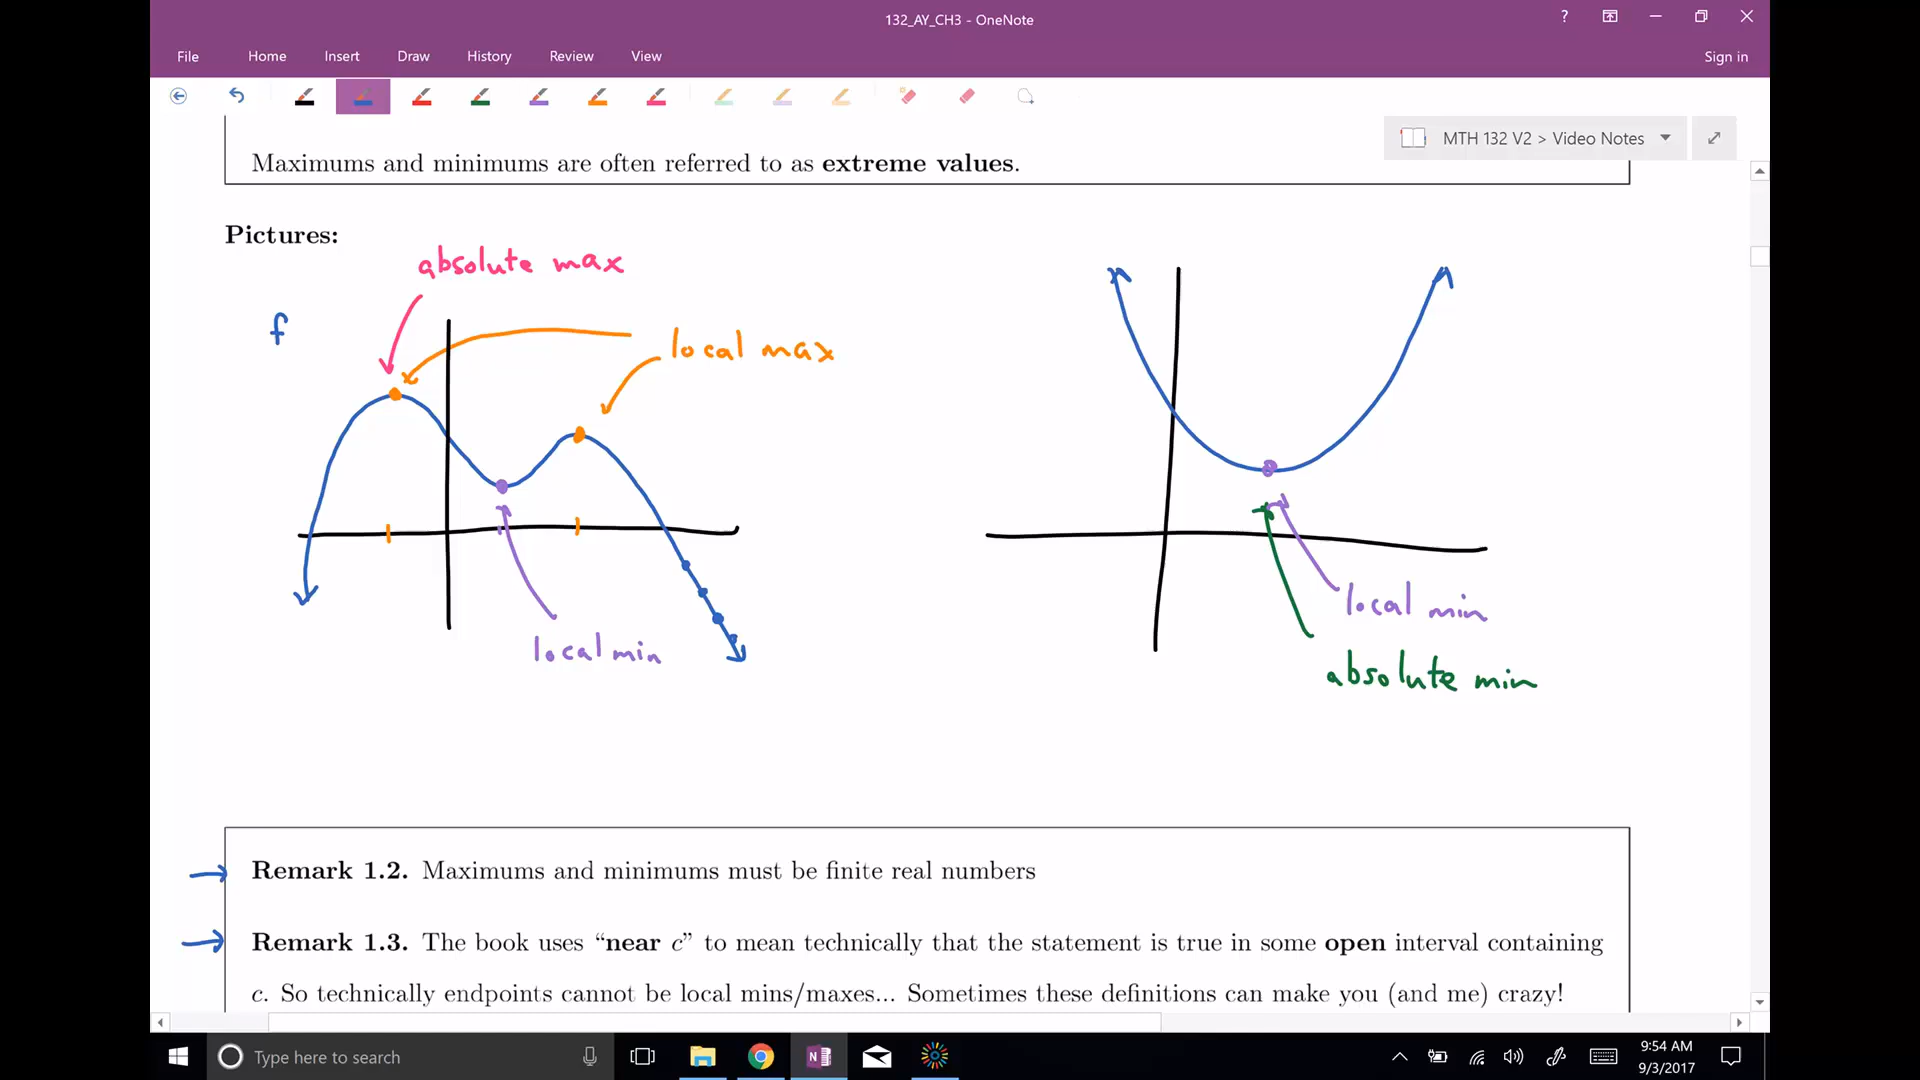 132_AY_CH3 - OneNote
?
File Home Insert Draw History Review View Sign in
MTH 132 V2 > Video Notes
Maximums and minimums are often referred to as extreme values.
Pictures:
absolute max
f
local max
local min
local min
absolute min
Remark 1.2. Maximums and minimums must be finite real numbers
Remark 1.3. The book uses “near c” to mean technically that the statement is true in some open interval containing
c. So technically endpoints cannot be local mins/maxes... Sometimes these definitions can make you (and me) crazy!
Type here to search
N
9:54 AM
9/3/2017